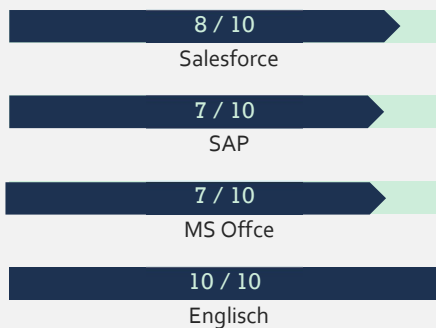 8 / 10
Salesforce
7 / 10
SAP
7 / 10
MS Offce
10 / 10
Englisch